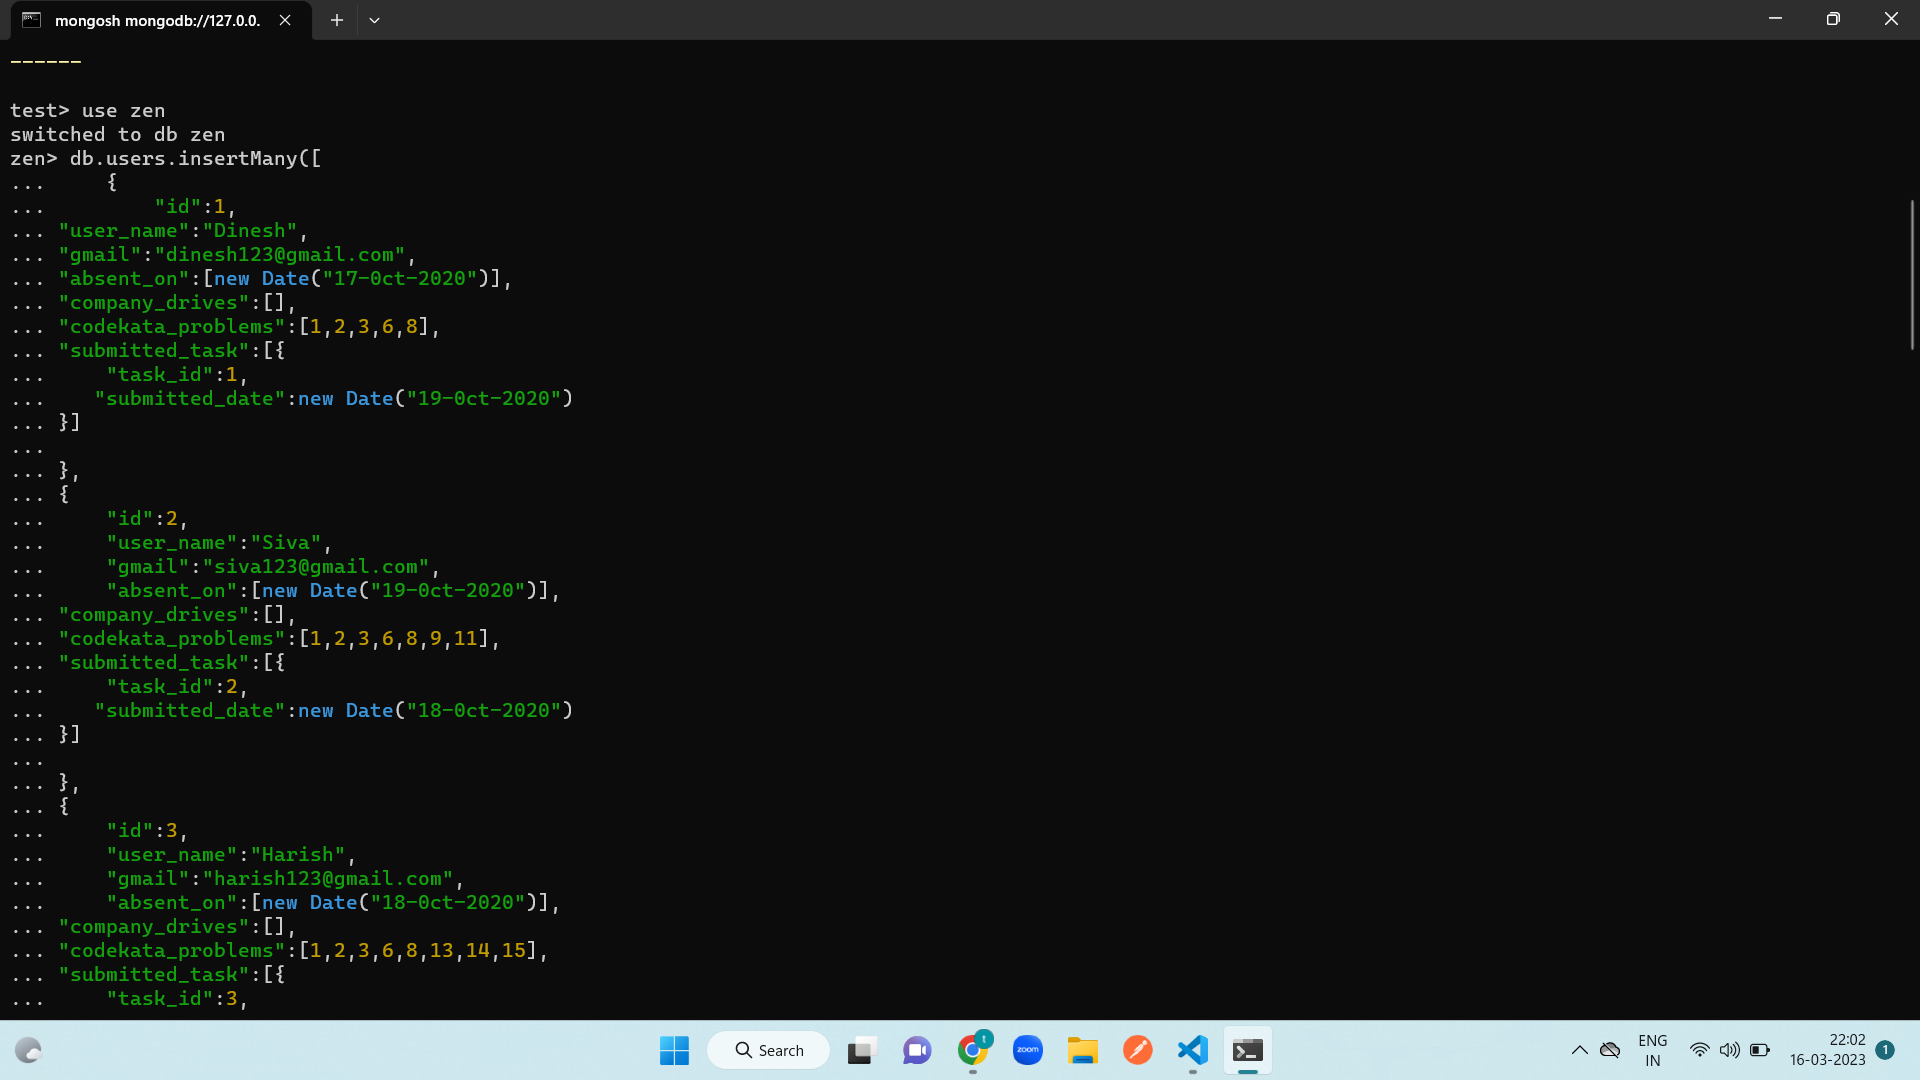 mongosh mongodb://127.0.0.
------
test> use zen
switched to db zen
zen> db.users.insertMany([
...     {
...         "id":1,
... "user_name":"Dinesh",
... "gmail":"dinesh123@gmail.com",
... "absent_on":[new Date("17-Oct-2020")],
... "company_drives":[],
... "codekata_problems":[1,2,3,6,8],
... "submitted_task":[{
...     "task_id":1,
...    "submitted_date":new Date("19-Oct-2020")
... }]
...
... },
... {
...     "id":2,
...     "user_name":"Siva",
...     "gmail":"siva123@gmail.com",
...     "absent_on":[new Date("19-Oct-2020")],
... "company_drives":[],
... "codekata_problems":[1,2,3,6,8,9,11],
... "submitted_task":[{
...     "task_id":2,
...    "submitted_date":new Date("18-Oct-2020")
... }]
...
... },
... {
...     "id":3,
...     "user_name":"Harish",
...     "gmail":"harish123@gmail.com",
...     "absent_on":[new Date("18-Oct-2020")],
... "company_drives":[],
... "codekata_problems":[1,2,3,6,8,13,14,15],
... "submitted_task":[{
...     "task_id":3,
Search
t
zoom
ENG
IN
22:02
16-03-2023
1